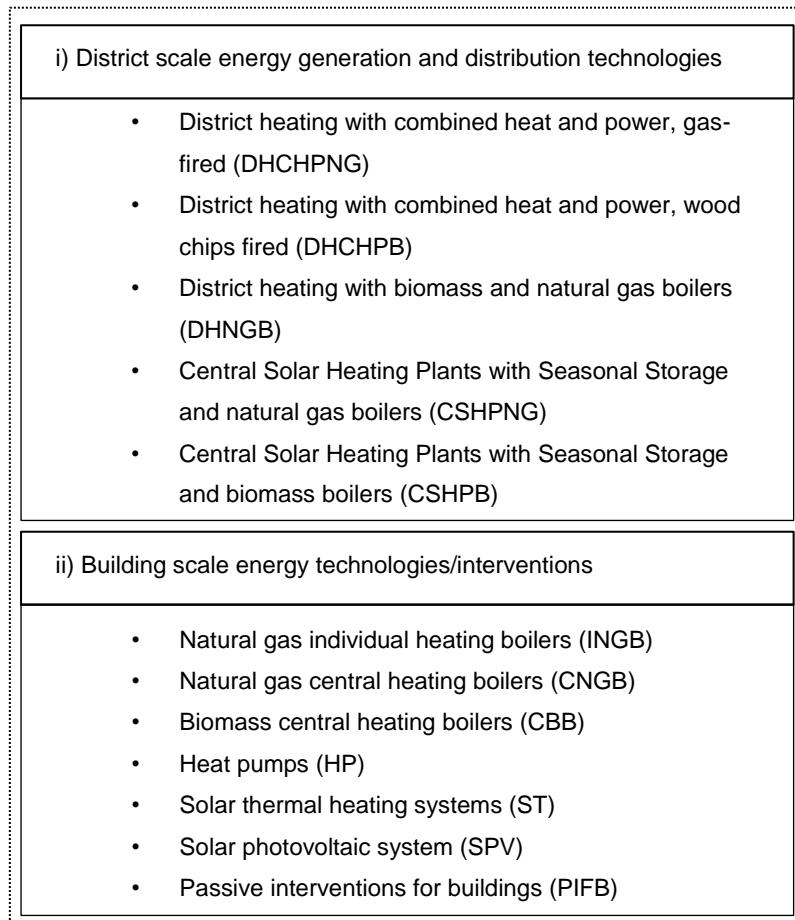 i) District scale energy generation and distribution technologies
• District heating with combined heat and power, gas-
fired (DHCHPNG)
• District heating with combined heat and power, wood
chips fired (DHCHPB)
• District heating with biomass and natural gas boilers
(DHNGB)
• Central Solar Heating Plants with Seasonal Storage
and natural gas boilers (CSHPNG)
• Central Solar Heating Plants with Seasonal Storage
and biomass boilers (CSHPB)
ii) Building scale energy technologies/interventions
• Natural gas individual heating boilers (INGB)
• Natural gas central heating boilers (CNGB)
• Biomass central heating boilers (CBB)
• Heat pumps (HP)
• Solar thermal heating systems (ST)
• Solar photovoltaic system (SPV)
• Passive interventions for buildings (PIFB)